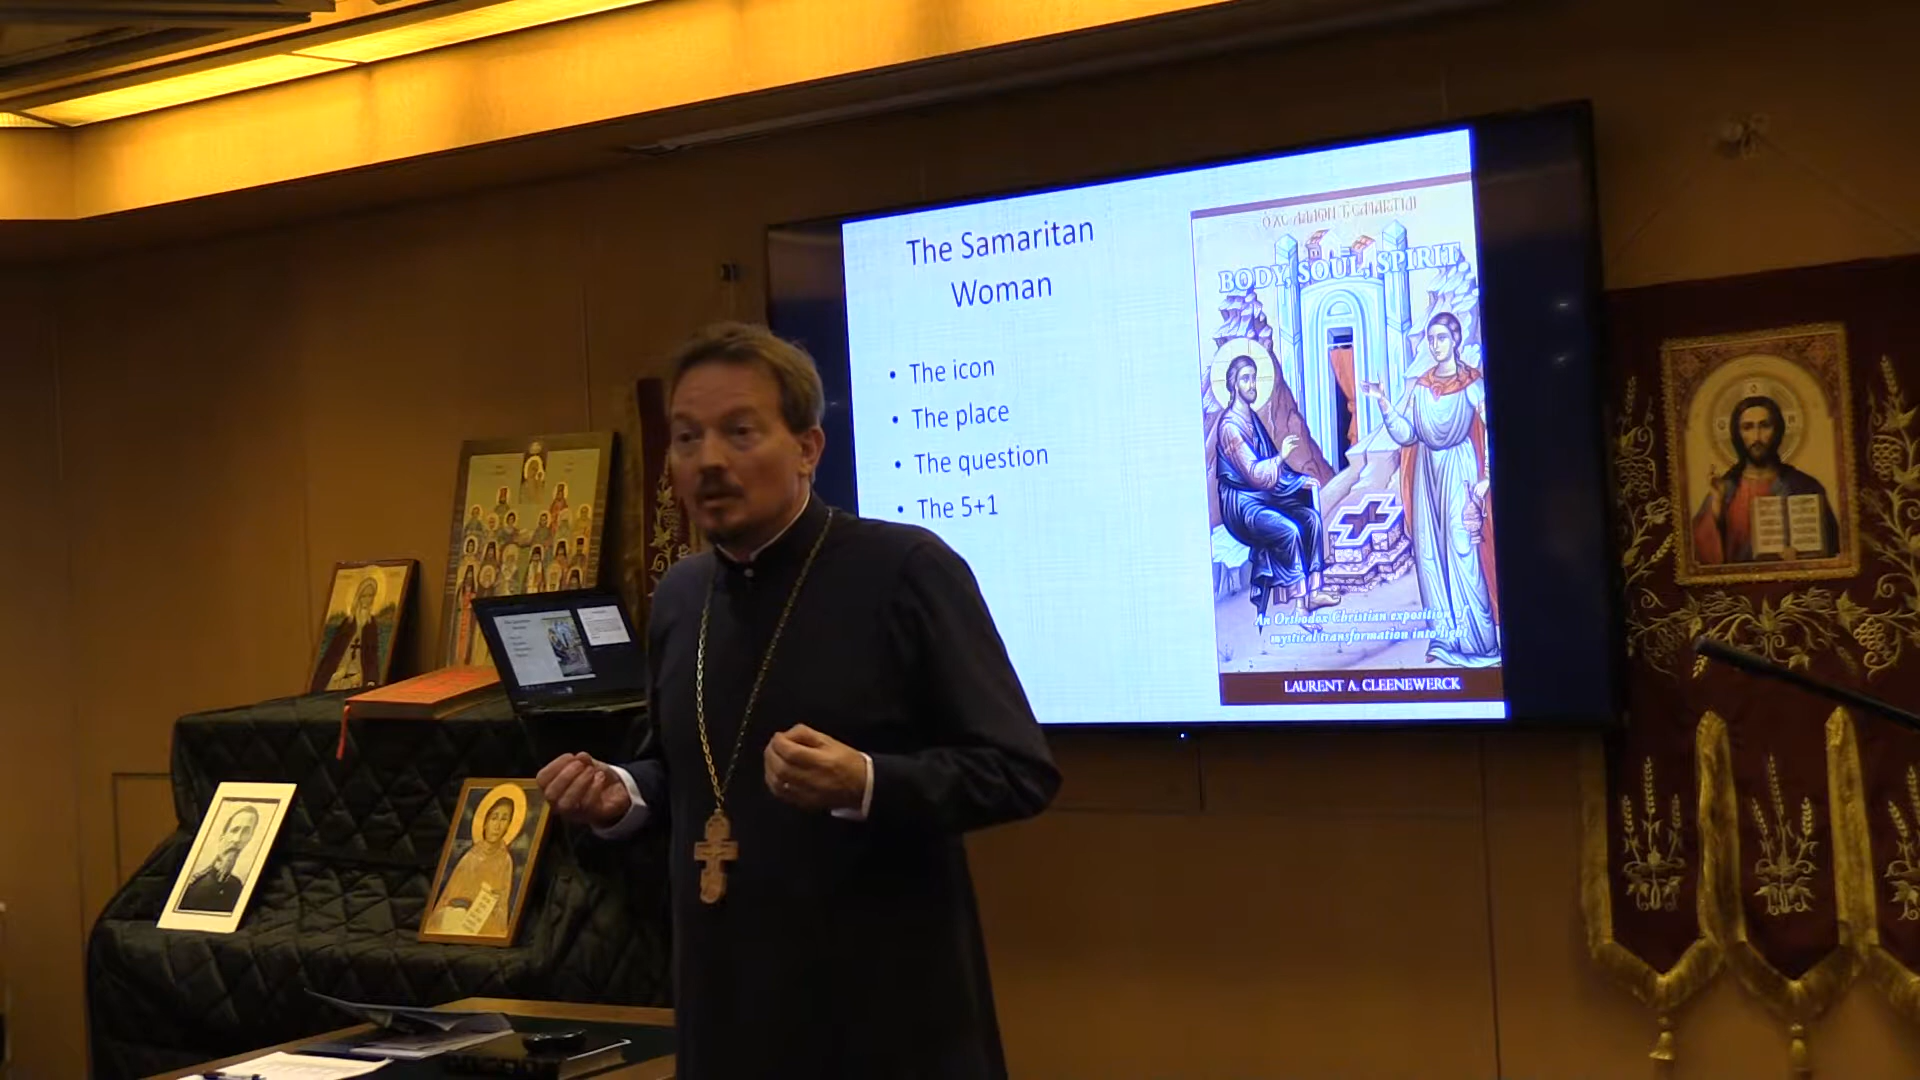 The Samaritan
Woman
• The icon
• The place
• The question
• The 5+1
BODY, SOUL, SPIRIT
An Orthodox Christian exposition of
mystical transformation into light
LAURENT A. CLEENEWERCK